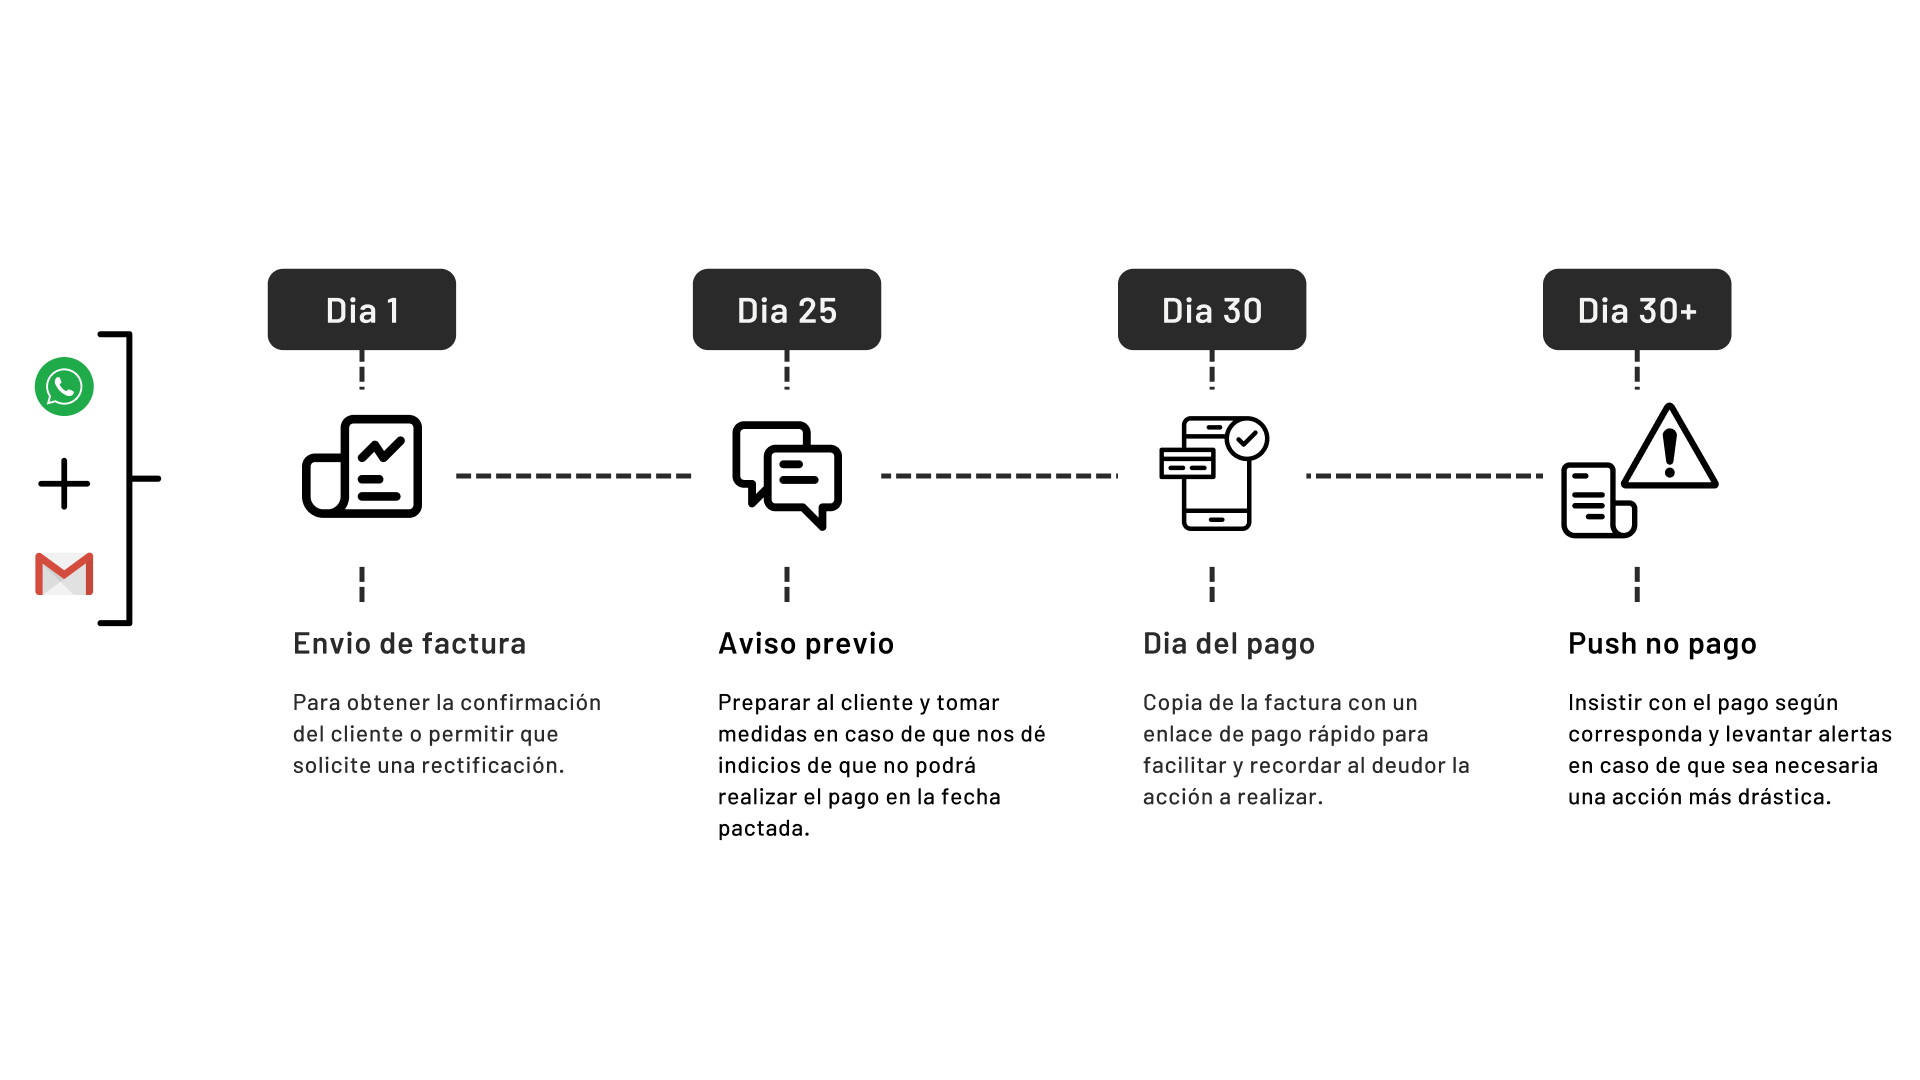 Dia 1
Dia 25
Dia 30
Dia 30+
Envio de factura
Para obtener la confirmación
del cliente o permitir que
solicite una rectificación.
Aviso previo
Preparar al cliente y tomar
medidas en caso de que nos dé
indicios de que no podrá
realizar el pago en la fecha
pactada.
Dia del pago
Copia de la factura con un
enlace de pago rápido para
facilitar y recordar al deudor la
acción a realizar.
Push no pago
Insistir con el pago según
corresponda y levantar alertas
en caso de que sea necesaria
una acción más drástica.